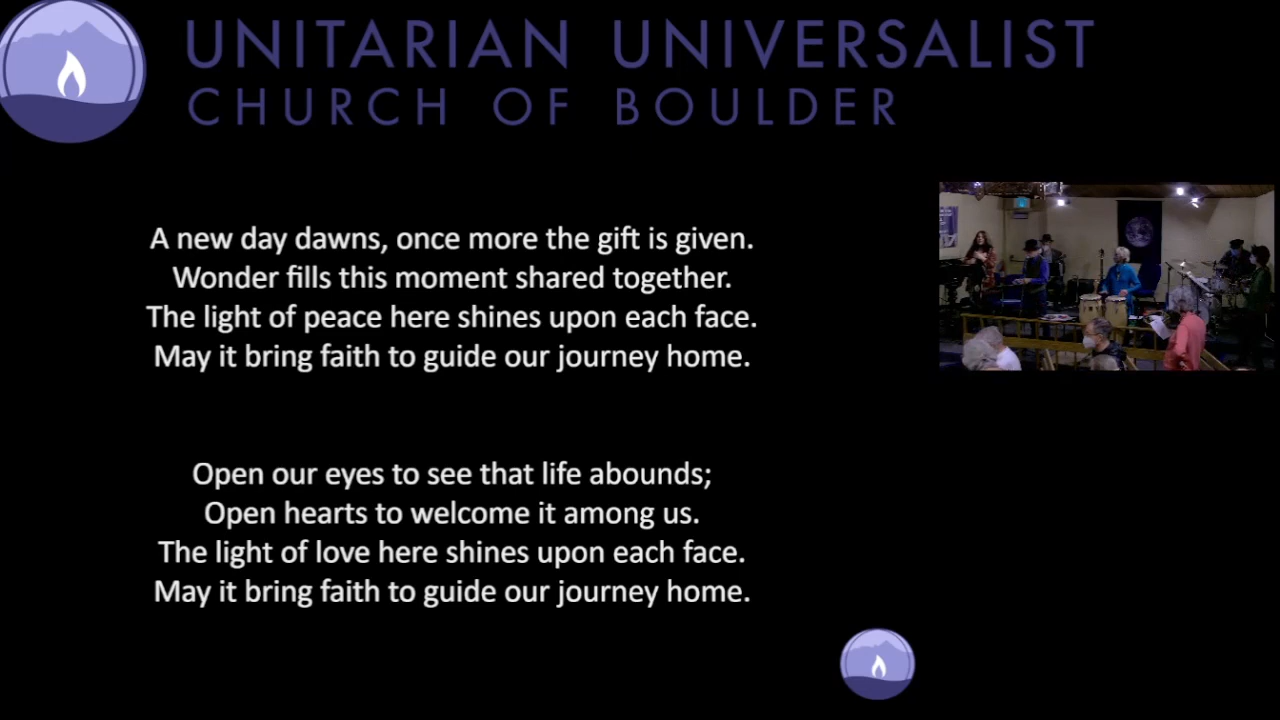 UNITARIAN UNIVERSALIST
CHURCH OF BOULDER
A new day dawns, once more the gift is given.
Wonder fills this moment shared together.
The light of peace here shines upon each face.
May it bring faith to guide our journey home.
Open our eyes to see that life abounds;
Open hearts to welcome it among us.
The light of love here shines upon each face.
May it bring faith to guide our journey home.